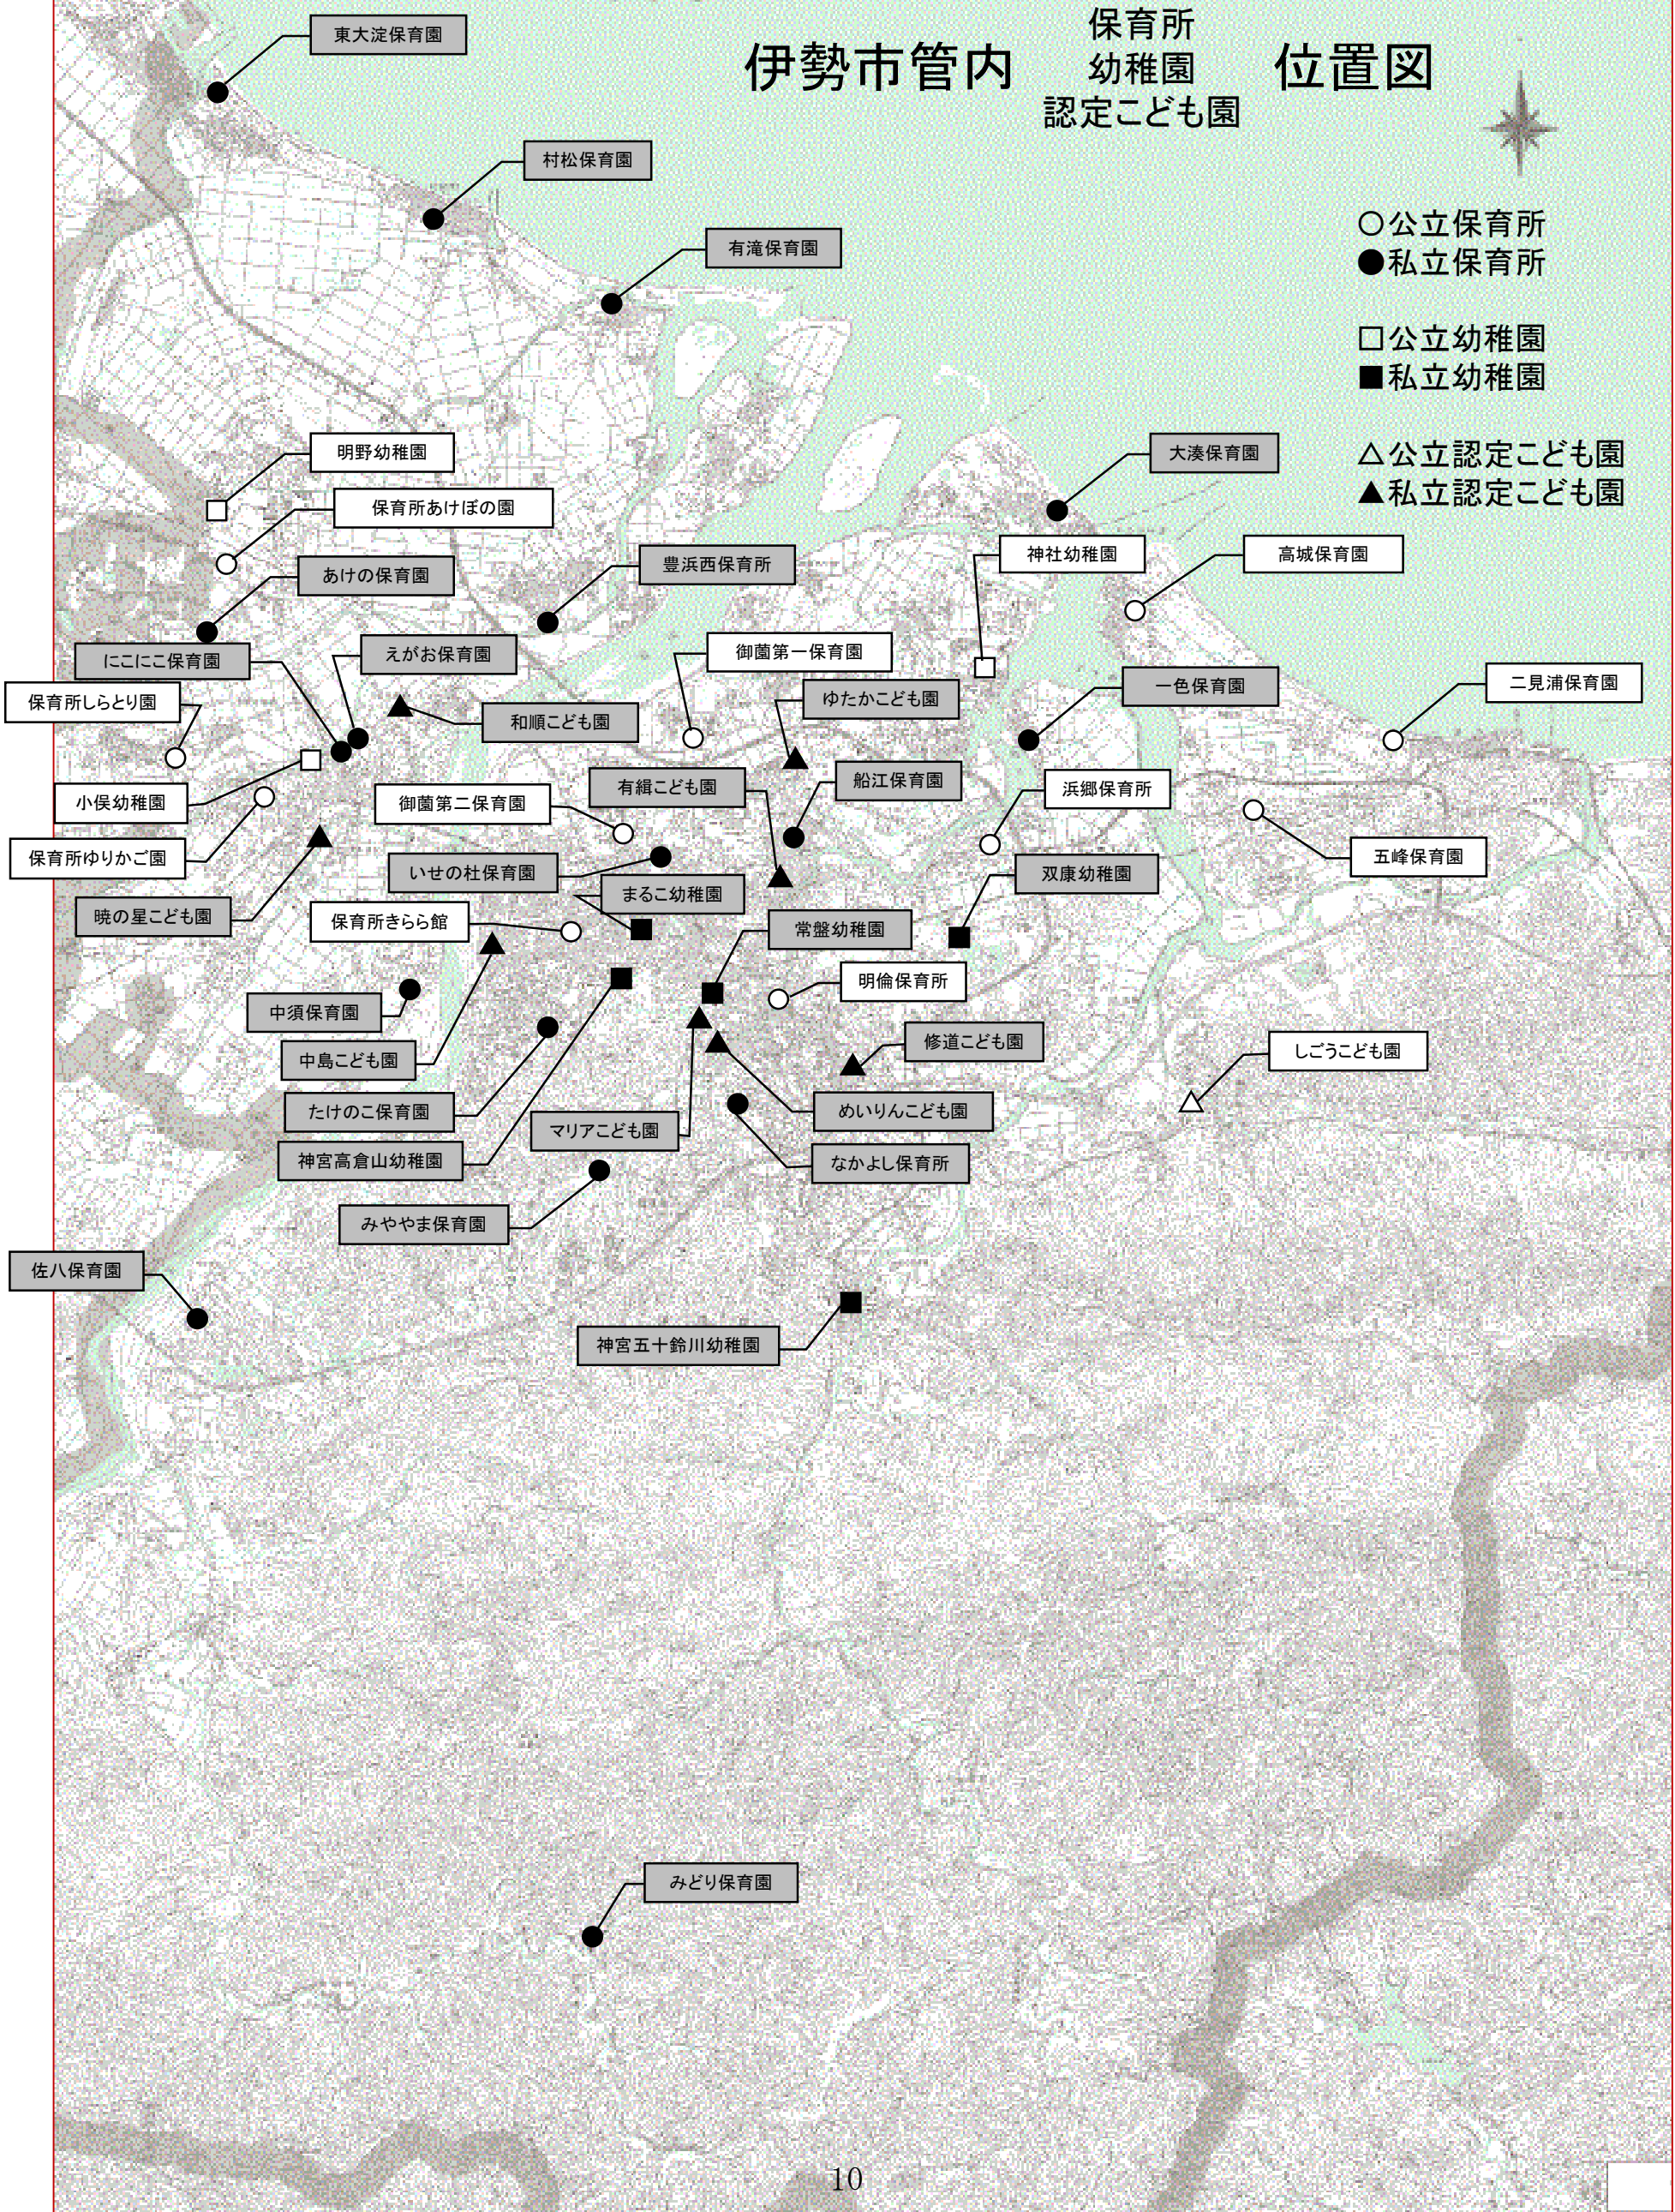 保育所
伊勢市管内 幼稚園 位置図
認定こども園
東大淀保育園
村松保育園
有滝保育園
○公立保育所
●私立保育所
□公立幼稚園
■私立幼稚園
△公立認定こども園
▲私立認定こども園
明野幼稚園
大湊保育園
保育所あけぼの園
神社幼稚園
高城保育園
豊浜西保育所
あけの保育園
にこにこ保育園
えがお保育園
御薗第一保育園
一色保育園
二見浦保育園
保育所しらとり園
ゆたかこども園
和順こども園
船江保育園
有緝こども園
浜郷保育所
小俣幼稚園
御薗第二保育園
保育所ゆりかご園
五峰保育園
いせの杜保育園
双康幼稚園
まるこ幼稚園
暁の星こども園
保育所きらら館
常盤幼稚園
明倫保育所
中須保育園
修道こども園
しごうこども園
中島こども園
たけのこ保育園
めいりんこども園
マリアこども園
神宮高倉山幼稚園
なかよし保育所
みややま保育園
佐八保育園
神宮五十鈴川幼稚園
みどり保育園
10